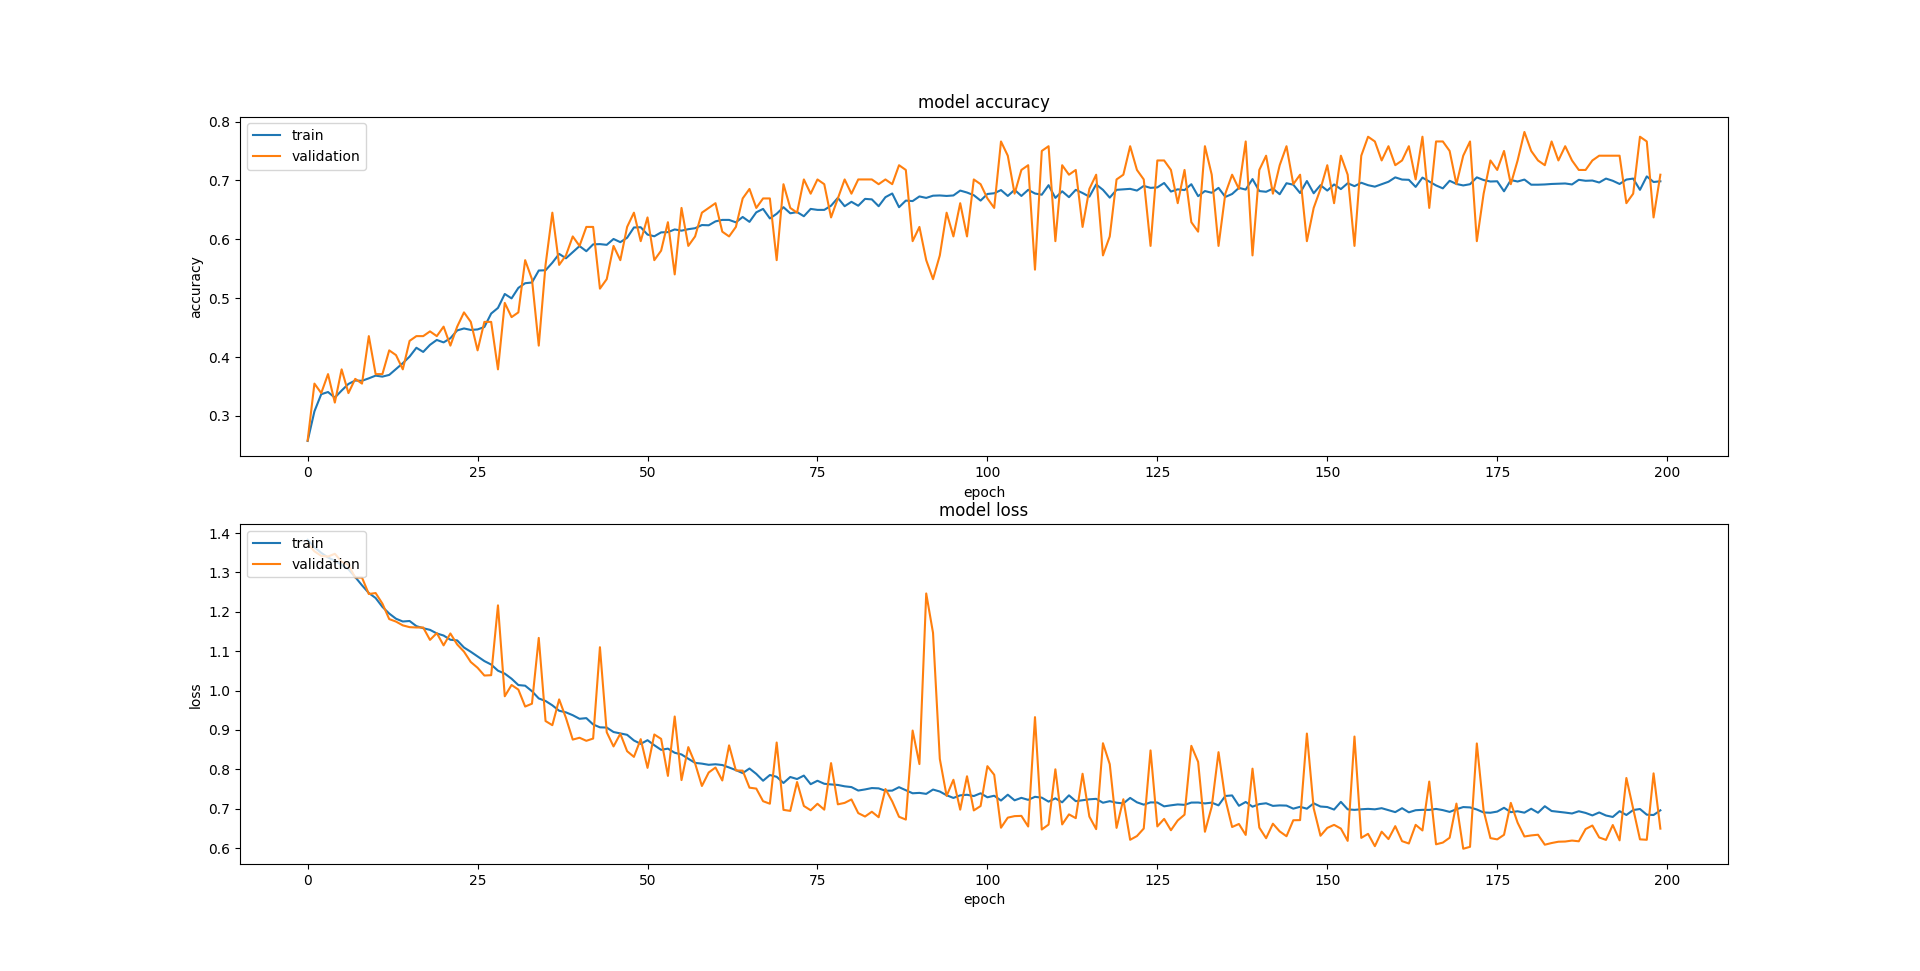 model accuracy
train
validation
0.8
0.7
0.6
0.5
0.4
0.3
accuracy
0 25 50 75 100 125 150 175 200
epoch
model loss
train
validation
1.4
1.3
1.2
1.1
1.0
0.9
0.8
0.7
0.6
loss
0 25 50 75 100 125 150 175 200
epoch